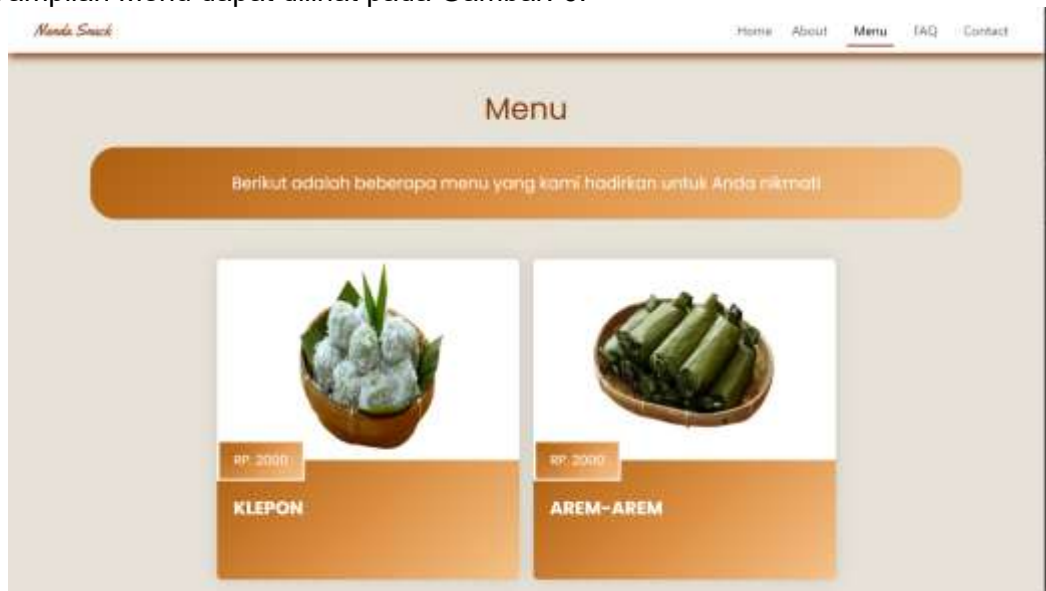 Nanda Snack
Home About Menu FAQ Contact
Menu
Berikut adalah beberapa menu yang kami hadirkan untuk Anda nikmati
RP. 2000
RP. 2000
KLEPON
AREM-AREM